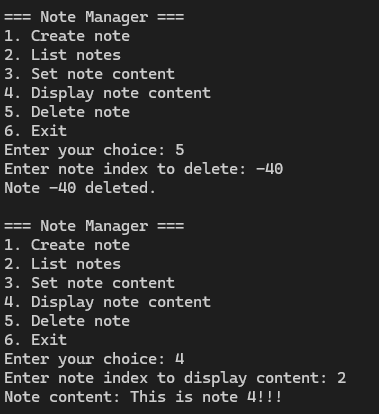 === Note Manager ===
1. Create note
2. List notes
3. Set note content
4. Display note content
5. Delete note
6. Exit
Enter your choice: 5
Enter note index to delete: -40
Note -40 deleted.

=== Note Manager ===
1. Create note
2. List notes
3. Set note content
4. Display note content
5. Delete note
6. Exit
Enter your choice: 4
Enter note index to display content: 2
Note content: This is note 4!!!